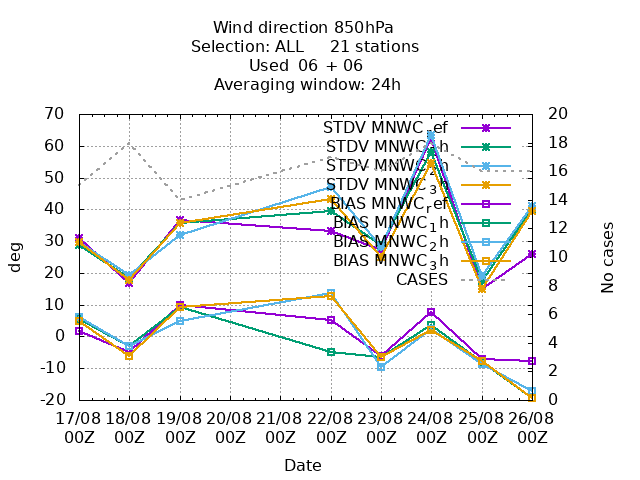 Wind direction 850hPa
Selection: ALL 21 stations
Used 06 + 06
Averaging window: 24h
70
60
50
40
30
20
10
0
-10
-20
20
18
16
14
12
10
8
6
4
2
0
deg
No cases
STDV MNWC_ref
STDV MNWC_1h
STDV MNWC_2h
STDV MNWC_3h
BIAS MNWC_ref
BIAS MNWC_1h
BIAS MNWC_2h
BIAS MNWC_3h
CASES
17/08 18/08 19/08 20/08 21/08 22/08 23/08 24/08 25/08 26/08
00Z 00Z 00Z 00Z 00Z 00Z 00Z 00Z 00Z 00Z
Date